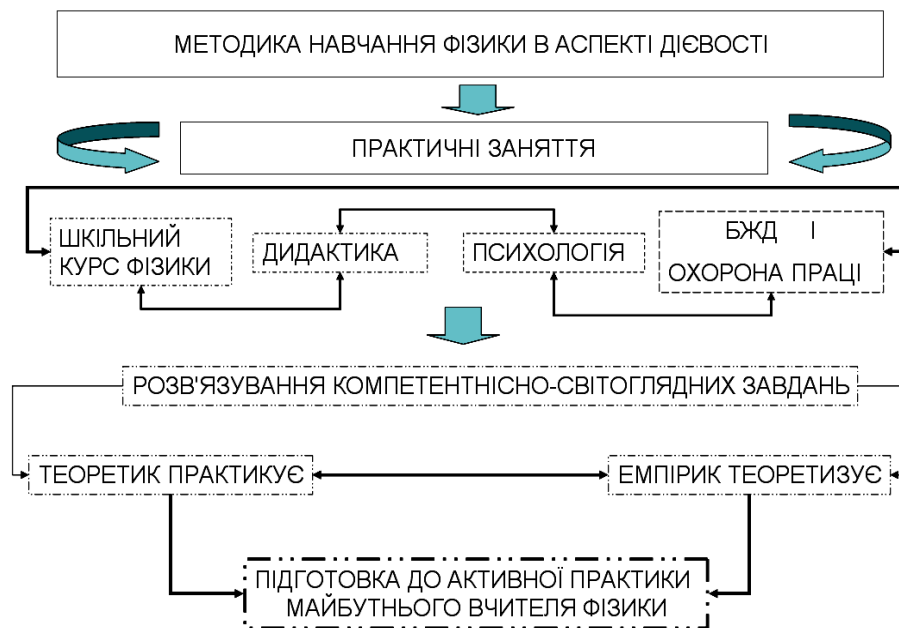 МЕТОДИКА НАВЧАННЯ ФІЗИКИ В АСПЕКТІ ДІЄВОСТІ
ПРАКТИЧНІ ЗАНЯТТЯ
ШКІЛЬНИЙ
КУРС ФІЗИКИ
ДИДАКТИКА
ПСИХОЛОГІЯ
БЖД І
ОХОРОНА ПРАЦІ
РОЗВ'ЯЗУВАННЯ КОМПЕТЕНТНІСНО-СВІТОГЛЯДНИХ ЗАВДАНЬ
ТЕОРЕТИК ПРАКТИКУЄ
ЕМПІРИК ТЕОРЕТИЗУЄ
ПІДГОТОВКА ДО АКТИВНОЇ ПРАКТИКИ
МАЙБУТНЬОГО ВЧИТЕЛЯ ФІЗИКИ